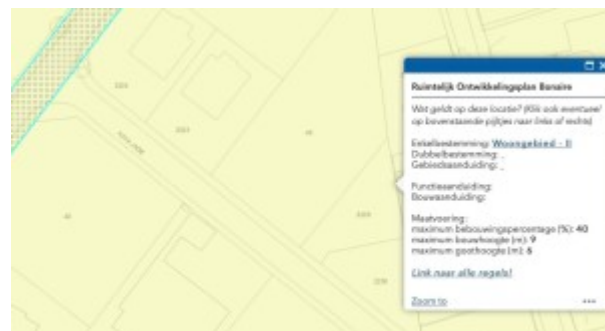 Ruimtelijk Ontwikkelingsplan Bonaire
Wat geldt op deze locatie? (Klik ook eventueel
op bovenstaande pijltjes naar links of rechts)
Enkelbestemming: Woongebied - II
Dubbelbestemming: _
Gebiedsaanduiding: _
Functieaanduiding:
Bouwaanduiding:
Maatvoering:
maximum bebouwingspercentage (%): 40
maximum bouwhoogte (m): 9
maximum goothoogte (m): 6
Link naar alle regels!
Zoom to